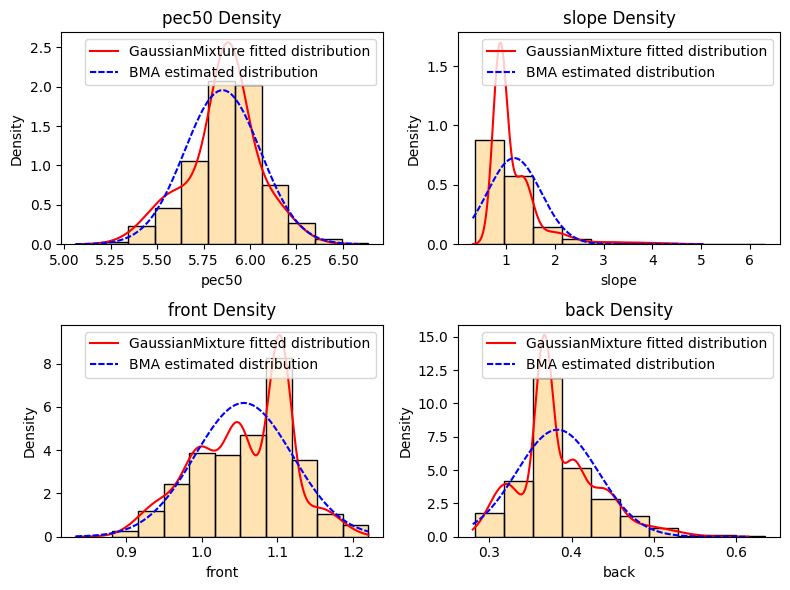 pec50 Density
GaussianMixture fitted distribution
BMA estimated distribution
Density
2.5
2.0
1.5
1.0
0.5
0.0
5.00 5.25 5.50 5.75 6.00 6.25 6.50
pec50
slope Density
GaussianMixture fitted distribution
BMA estimated distribution
Density
1.5
1.0
0.5
0.0
1 2 3 4 5 6
slope
front Density
GaussianMixture fitted distribution
BMA estimated distribution
Density
8
6
4
2
0
0.9 1.0 1.1 1.2
front
back Density
GaussianMixture fitted distribution
BMA estimated distribution
Density
15.0
12.5
10.0
7.5
5.0
2.5
0.0
0.3 0.4 0.5 0.6
back